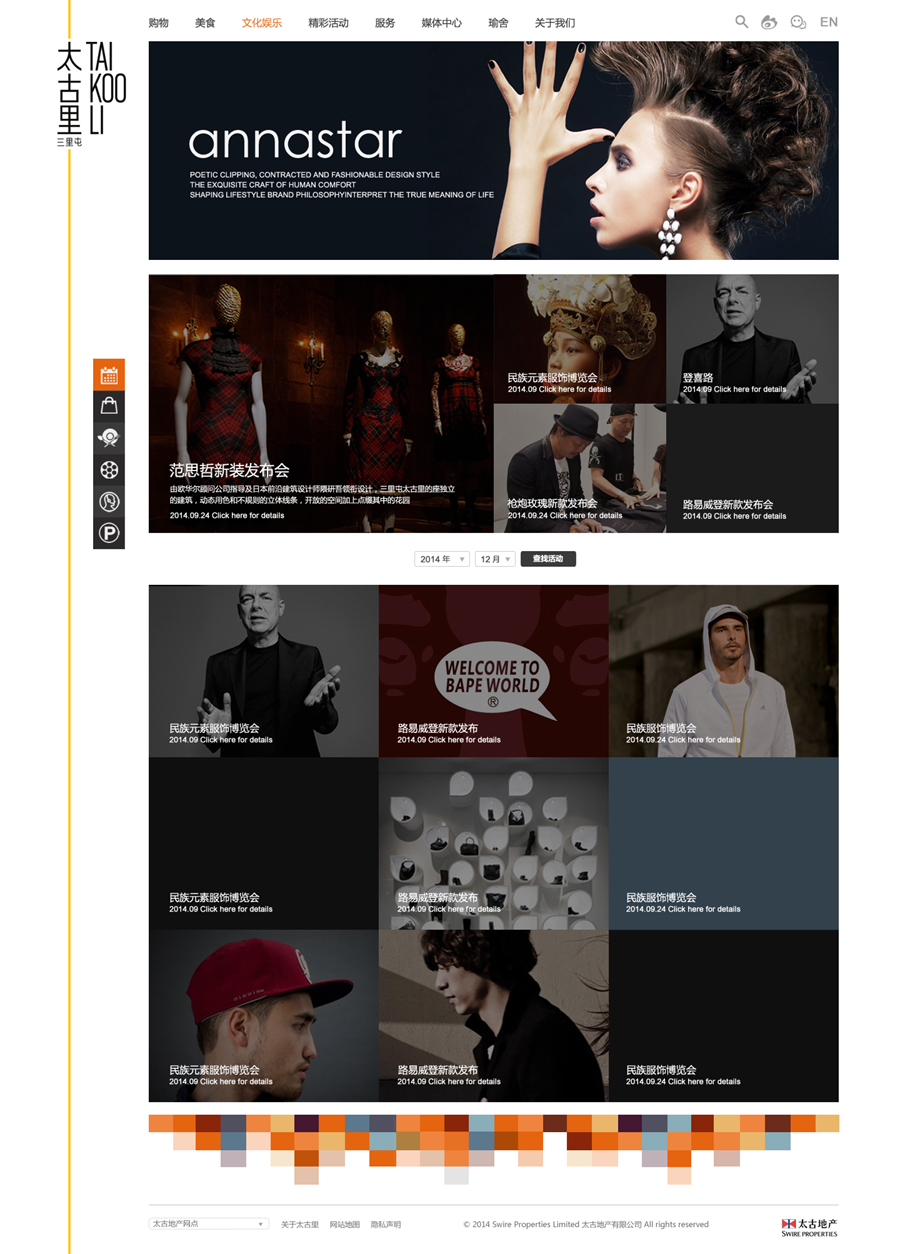 购物 美食 文化娱乐 精彩活动 服务 媒体中心 瑜舍 关于我们 EN
太古里 TAI KOO LI
三里屯
annastar
POETIC CLIPPING, CONTRACTED AND FASHIONABLE DESIGN STYLE
THE EXQUISITE CRAFT OF HUMAN COMFORT
SHAPING LIFESTYLE BRAND PHILOSOPHYINTERPRET THE TRUE MEANING OF LIFE
民族元素服饰博览会
2014.09 Click here for details
登喜路
2014.09 Click here for details
范思哲新装发布会
由欧华尔顾问公司指导及日本前沿建筑设计师隈研吾领衔设计，三里屯太古里的座独立
的建筑，动态用色和不规则的立体线条，开放的空间加上点缀其中的花园
2014.09.24 Click here for details
枪炮玫瑰新款发布会
2014.09.24 Click here for details
路易威登新款发布会
2014.09 Click here for details
P
2014 年 12 月 查找活动
WELCOME TO
BAPE WORLD
®
民族元素服饰博览会
2014.09 Click here for details
路易威登新款发布
2014.09 Click here for details
民族服饰博览会
2014.09.24 Click here for details
民族元素服饰博览会
2014.09 Click here for details
路易威登新款发布
2014.09 Click here for details
民族服饰博览会
2014.09.24 Click here for details
民族元素服饰博览会
2014.09 Click here for details
路易威登新款发布
2014.09 Click here for details
民族服饰博览会
2014.09.24 Click here for details
太古地产网点 关于太古里 网站地图 隐私声明 © 2014 Swire Properties Limited 太古地产有限公司 All rights reserved
太古地产
SWIRE PROPERTIES